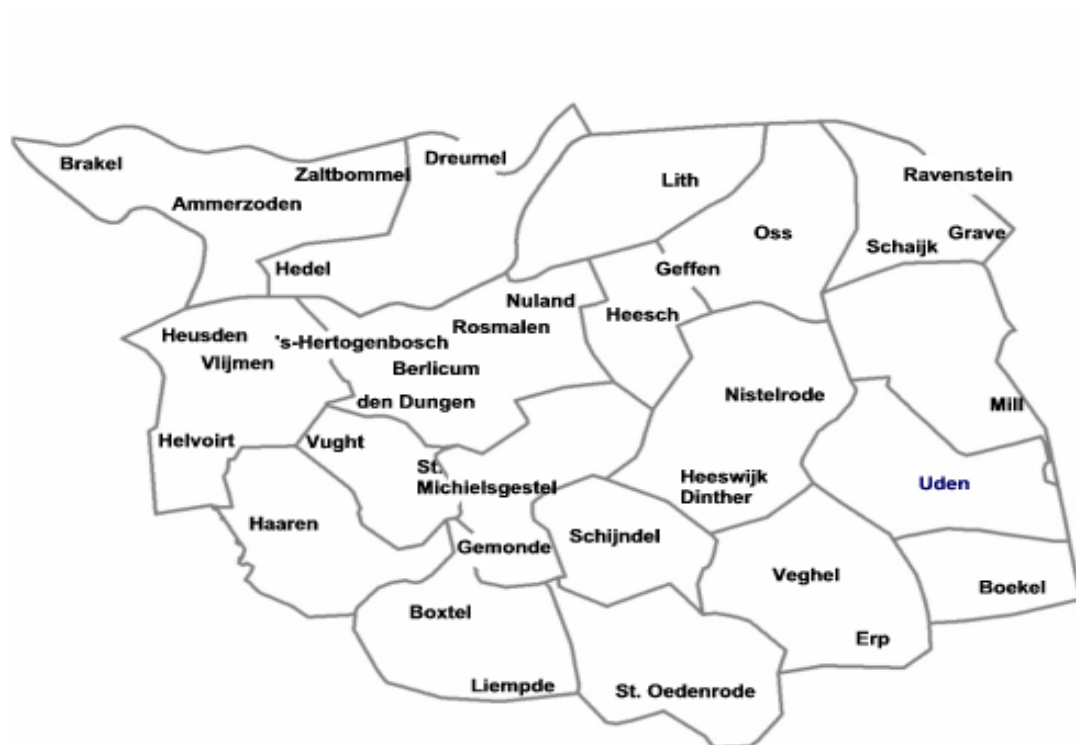 Dreumel
Brakel
Zaltbommel
Ravenstein
Lith
Ammerzoden
Oss
Grave
Schaijk
Hedel
Geffen
Nuland
Heesch
Rosmalen
Heusden
's-Hertogenbosch
Vlijmen
Berlicum
Nistelrode
den Dungen
Mill
Helvoirt
Vught
St.
Michielsgestel
Heeswijk
Dinther
Uden
Haaren
Schijndel
Gemonde
Veghel
Boekel
Boxtel
Erp
Liempde
St. Oedenrode